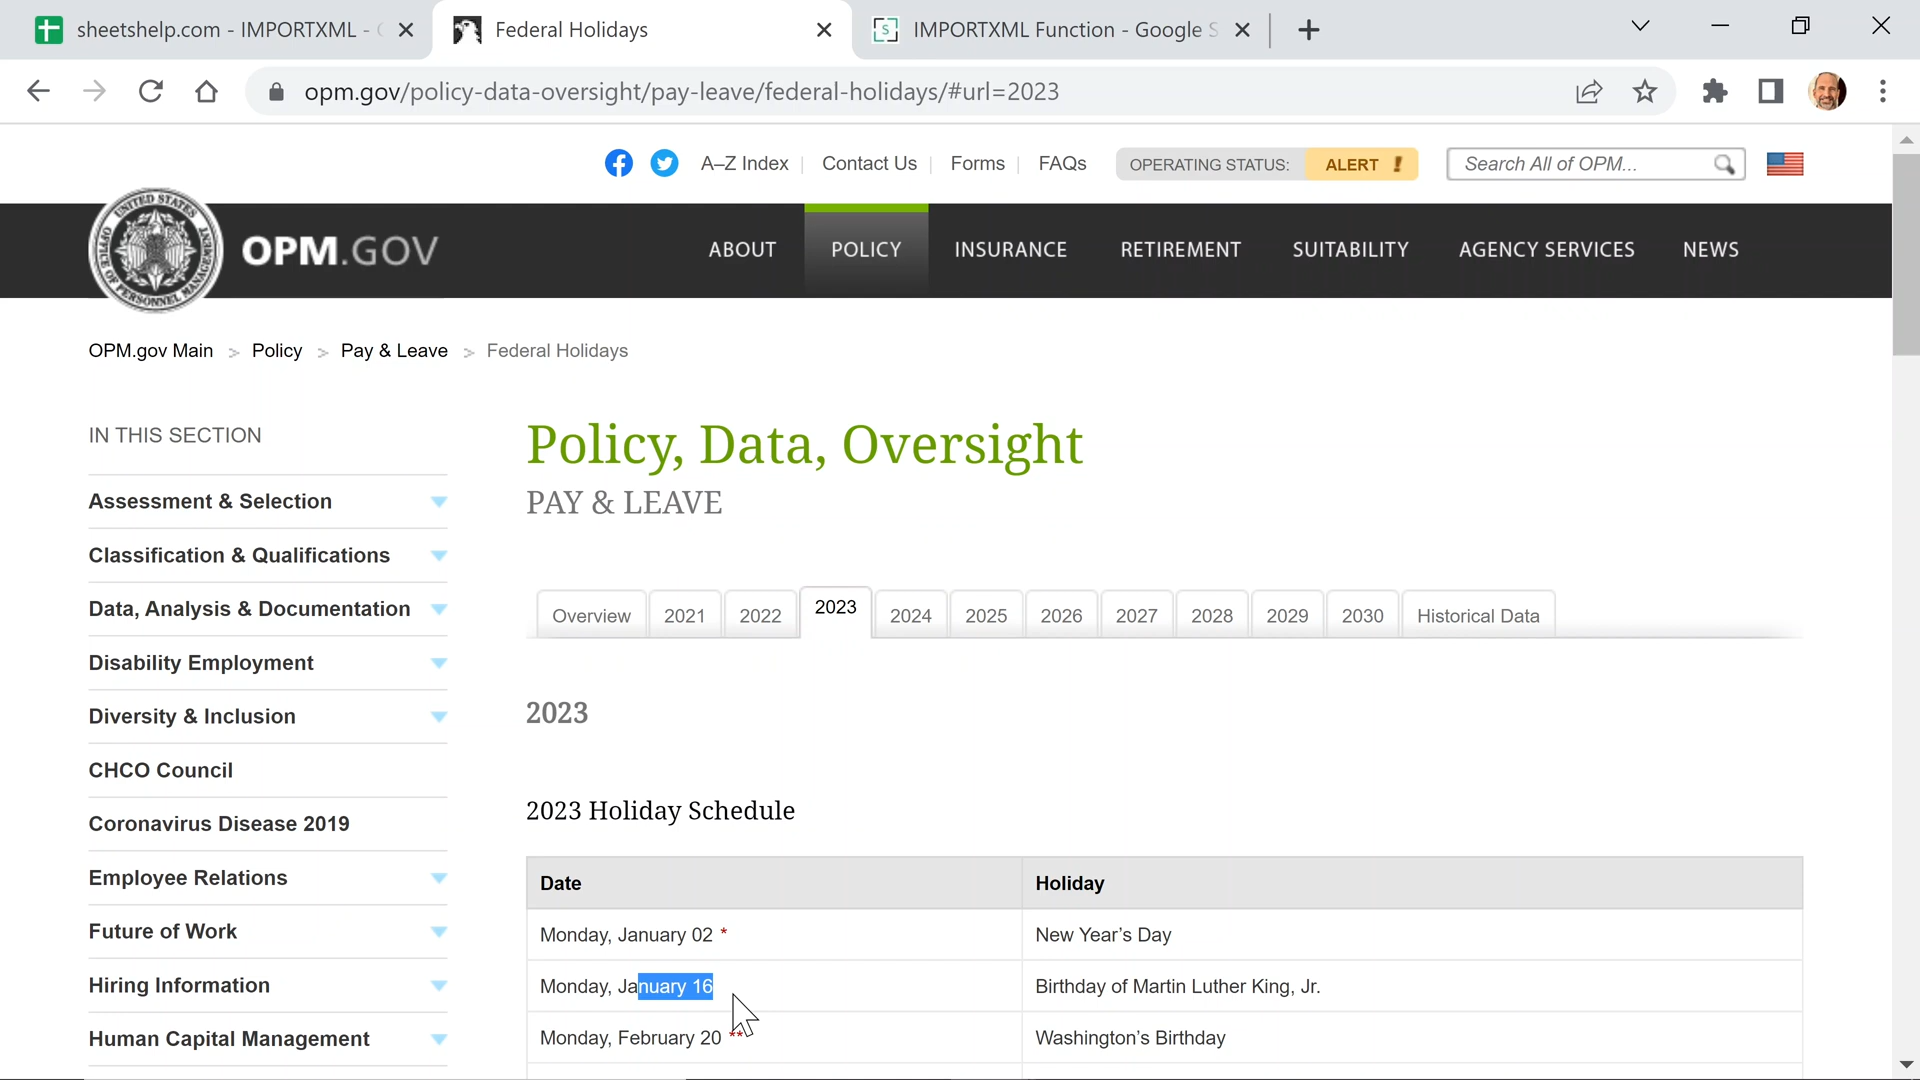 sheetshelp.com - IMPORTXML -
Federal Holidays
IMPORTXML Function - Google S
opm.gov/policy-data-oversight/pay-leave/federal-holidays/#url=2023
A–Z Index
Contact Us
Forms
FAQs
OPERATING STATUS: ALERT !
Search All of OPM...
UNITED STATES
OFFICE OF PERSONNEL MANAGEMENT
OPM.GOV
ABOUT
POLICY
INSURANCE
RETIREMENT
SUITABILITY
AGENCY SERVICES
NEWS
OPM.gov Main > Policy > Pay & Leave > Federal Holidays
IN THIS SECTION
Assessment & Selection
Classification & Qualifications
Data, Analysis & Documentation
Disability Employment
Diversity & Inclusion
CHCO Council
Coronavirus Disease 2019
Employee Relations
Future of Work
Hiring Information
Human Capital Management
Policy, Data, Oversight
PAY & LEAVE
Overview 2021 2022 2023 2024 2025 2026 2027 2028 2029 2030 Historical Data
2023
2023 Holiday Schedule
Date Holiday
Monday, January 02 * New Year’s Day
Monday, January 16 Birthday of Martin Luther King, Jr.
Monday, February 20 ** Washington’s Birthday